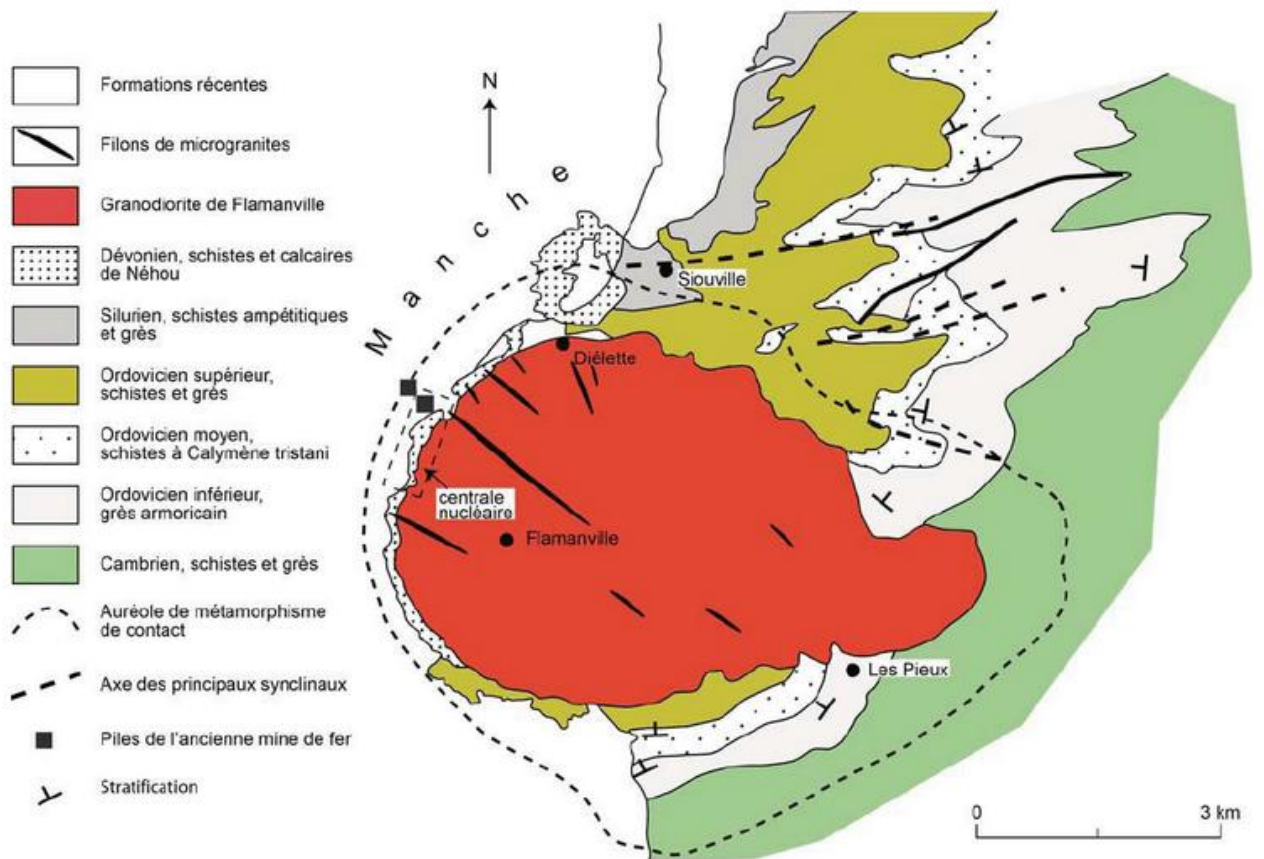 Formations récentes
Filons de microgranites
Granodiorite de Flamanville
Dévonien, schistes et calcaires
de Néhou
Silurien, schistes ampétitiques
et grès
Ordovicien supérieur,
schistes et grès
Ordovicien moyen,
schistes à Calymène tristani
Ordovicien inférieur,
grès armoricain
Cambrien, schistes et grès
Auréole de métamorphisme
de contact
Axe des principaux synclinaux
Piles de l'ancienne mine de fer
Stratification
N
Manche
Siouville
Diélette
centrale
nucléaire
Flamanville
Les Pieux
0 3 km